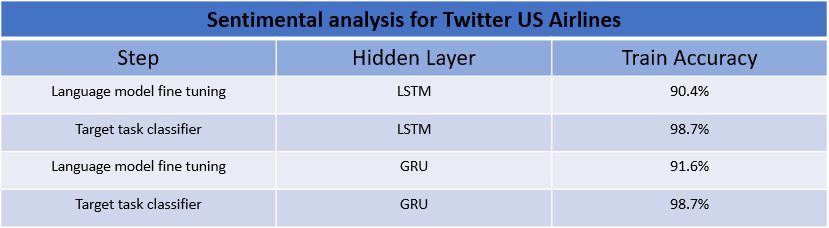 Sentimental analysis for Twitter US Airlines
Step Hidden Layer Train Accuracy
Language model fine tuning LSTM 90.4%
Target task classifier LSTM 98.7%
Language model fine tuning GRU 91.6%
Target task classifier GRU 98.7%